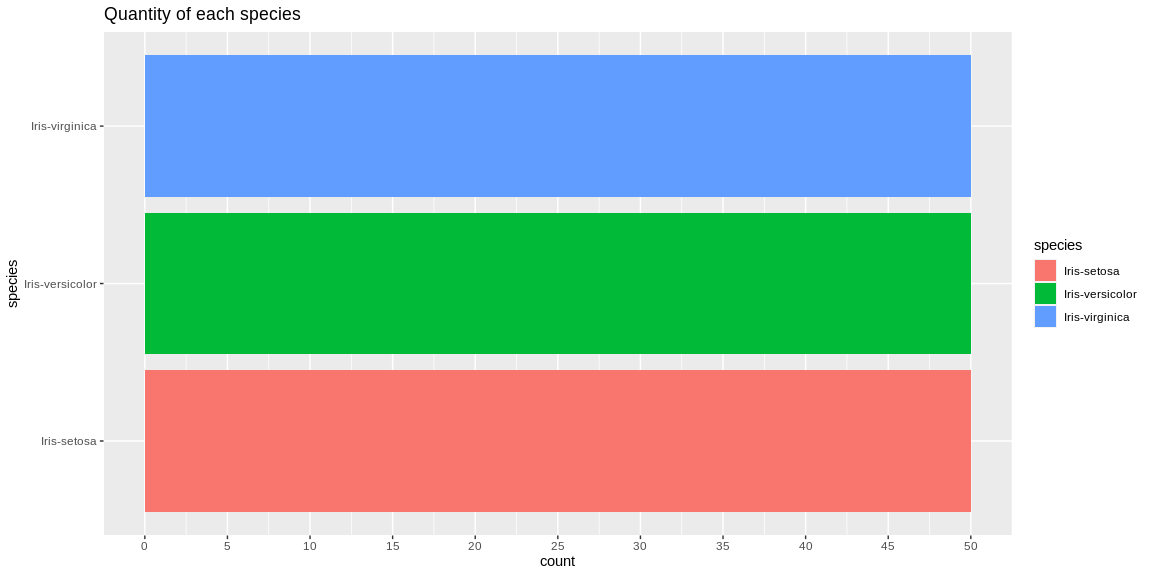 Quantity of each species
Iris-virginica
Iris-versicolor
Iris-setosa
species
0 5 10 15 20 25 30 35 40 45 50
count
species
Iris-setosa
Iris-versicolor
Iris-virginica